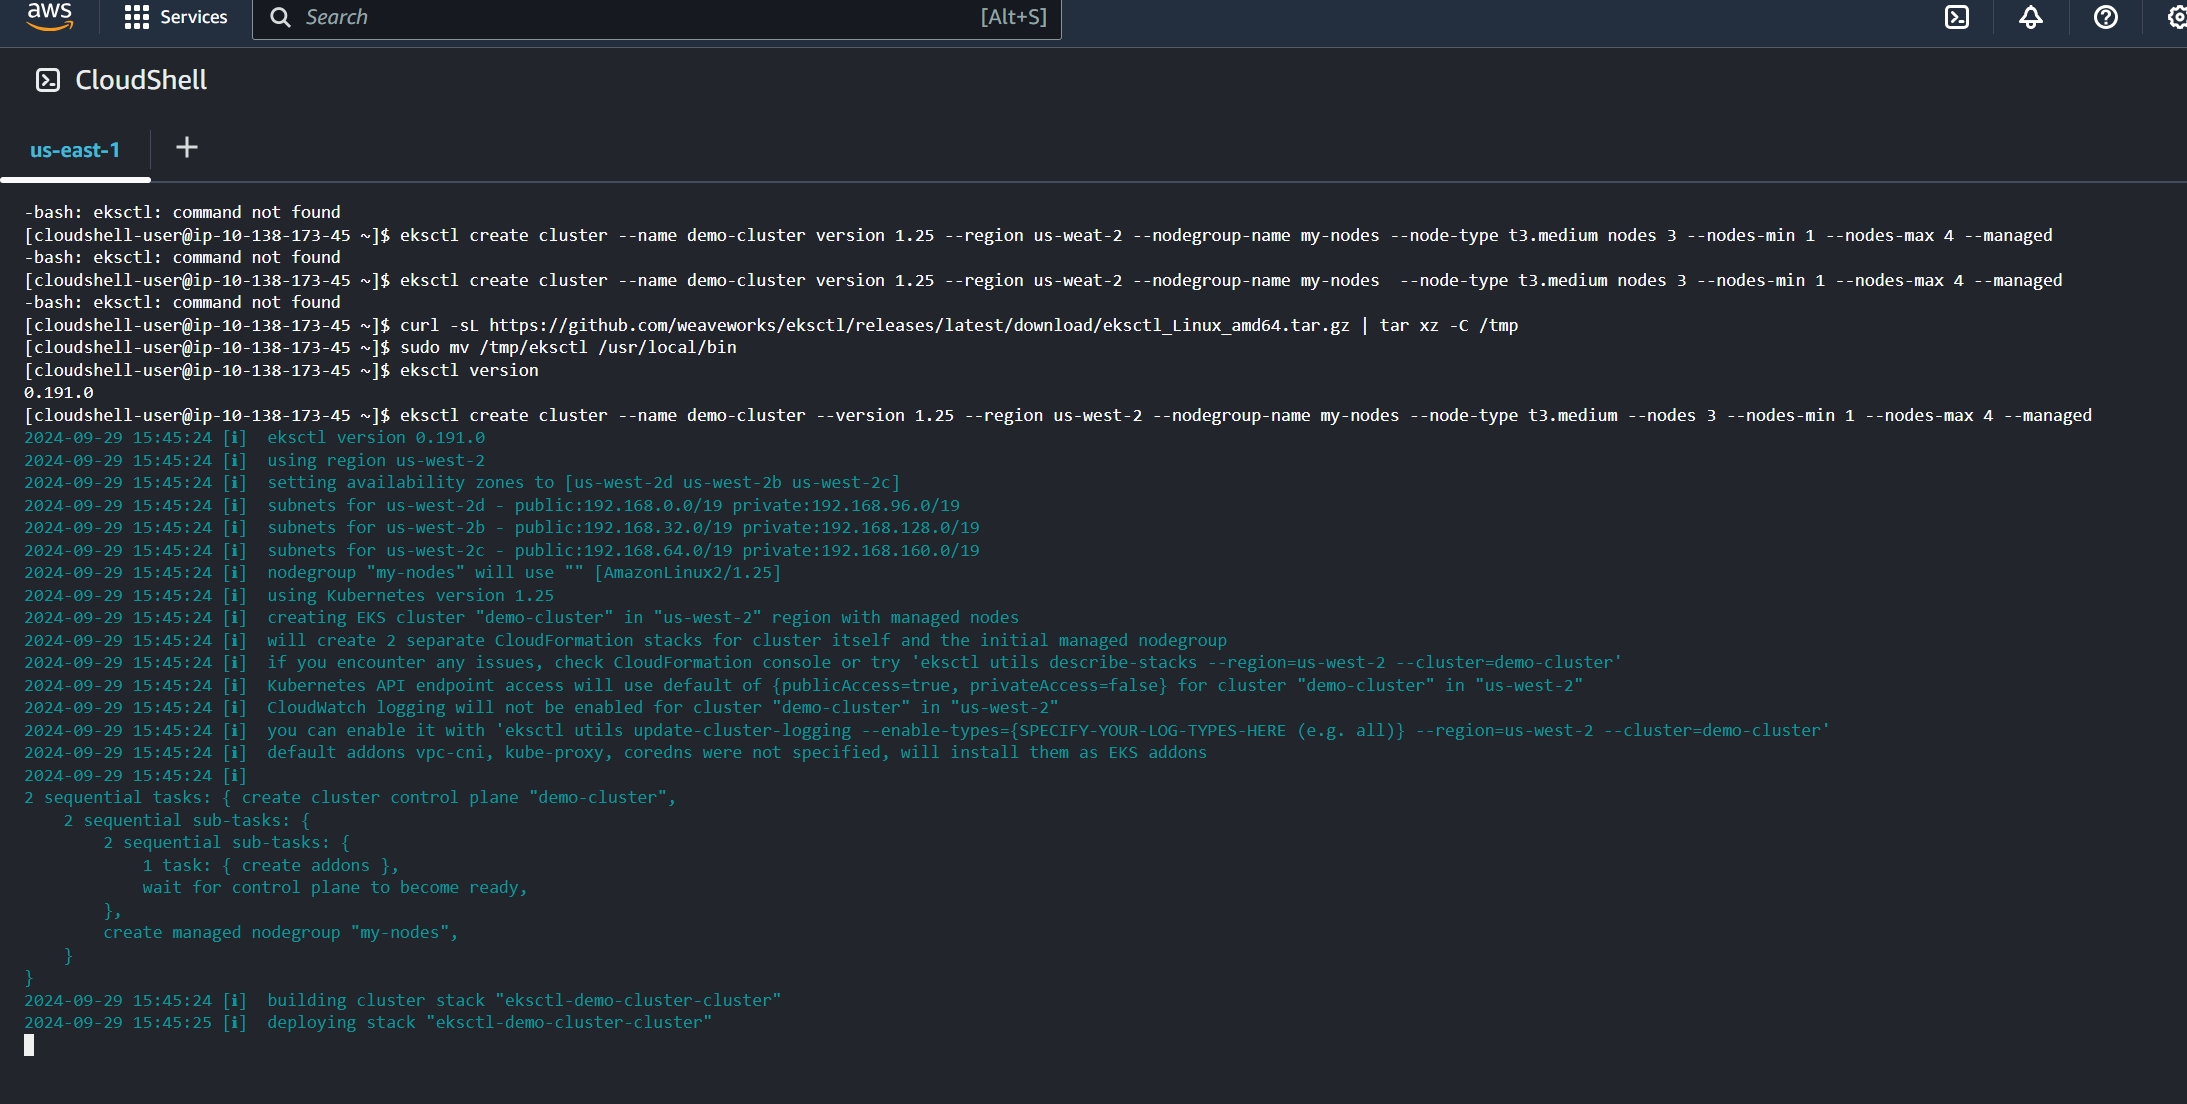 aws
Services
Search [Alt+S]
CloudShell
us-east-1
-bash: eksctl: command not found
[cloudshell-user@ip-10-138-173-45 ~]$ eksctl create cluster --name demo-cluster version 1.25 --region us-weat-2 --nodegroup-name my-nodes --node-type t3.medium nodes 3 --nodes-min 1 --nodes-max 4 --managed
-bash: eksctl: command not found
[cloudshell-user@ip-10-138-173-45 ~]$ eksctl create cluster --name demo-cluster version 1.25 --region us-weat-2 --nodegroup-name my-nodes  --node-type t3.medium nodes 3 --nodes-min 1 --nodes-max 4 --managed
-bash: eksctl: command not found
[cloudshell-user@ip-10-138-173-45 ~]$ curl -sL https://github.com/weaveworks/eksctl/releases/latest/download/eksctl_Linux_amd64.tar.gz | tar xz -C /tmp
[cloudshell-user@ip-10-138-173-45 ~]$ sudo mv /tmp/eksctl /usr/local/bin
[cloudshell-user@ip-10-138-173-45 ~]$ eksctl version
0.191.0
[cloudshell-user@ip-10-138-173-45 ~]$ eksctl create cluster --name demo-cluster --version 1.25 --region us-west-2 --nodegroup-name my-nodes --node-type t3.medium --nodes 3 --nodes-min 1 --nodes-max 4 --managed
2024-09-29 15:45:24 [ℹ]  eksctl version 0.191.0
2024-09-29 15:45:24 [ℹ]  using region us-west-2
2024-09-29 15:45:24 [ℹ]  setting availability zones to [us-west-2d us-west-2b us-west-2c]
2024-09-29 15:45:24 [ℹ]  subnets for us-west-2d - public:192.168.0.0/19 private:192.168.96.0/19
2024-09-29 15:45:24 [ℹ]  subnets for us-west-2b - public:192.168.32.0/19 private:192.168.128.0/19
2024-09-29 15:45:24 [ℹ]  subnets for us-west-2c - public:192.168.64.0/19 private:192.168.160.0/19
2024-09-29 15:45:24 [ℹ]  nodegroup "my-nodes" will use "" [AmazonLinux2/1.25]
2024-09-29 15:45:24 [ℹ]  using Kubernetes version 1.25
2024-09-29 15:45:24 [ℹ]  creating EKS cluster "demo-cluster" in "us-west-2" region with managed nodes
2024-09-29 15:45:24 [ℹ]  will create 2 separate CloudFormation stacks for cluster itself and the initial managed nodegroup
2024-09-29 15:45:24 [ℹ]  if you encounter any issues, check CloudFormation console or try 'eksctl utils describe-stacks --region=us-west-2 --cluster=demo-cluster'
2024-09-29 15:45:24 [ℹ]  Kubernetes API endpoint access will use default of {publicAccess=true, privateAccess=false} for cluster "demo-cluster" in "us-west-2"
2024-09-29 15:45:24 [ℹ]  CloudWatch logging will not be enabled for cluster "demo-cluster" in "us-west-2"
2024-09-29 15:45:24 [ℹ]  you can enable it with 'eksctl utils update-cluster-logging --enable-types={SPECIFY-YOUR-LOG-TYPES-HERE (e.g. all)} --region=us-west-2 --cluster=demo-cluster'
2024-09-29 15:45:24 [ℹ]  default addons vpc-cni, kube-proxy, coredns were not specified, will install them as EKS addons
2024-09-29 15:45:24 [ℹ]
2 sequential tasks: { create cluster control plane "demo-cluster",
    2 sequential sub-tasks: {
        2 sequential sub-tasks: {
            1 task: { create addons },
            wait for control plane to become ready,
        },
        create managed nodegroup "my-nodes",
    }
}
2024-09-29 15:45:24 [ℹ]  building cluster stack "eksctl-demo-cluster-cluster"
2024-09-29 15:45:25 [ℹ]  deploying stack "eksctl-demo-cluster-cluster"